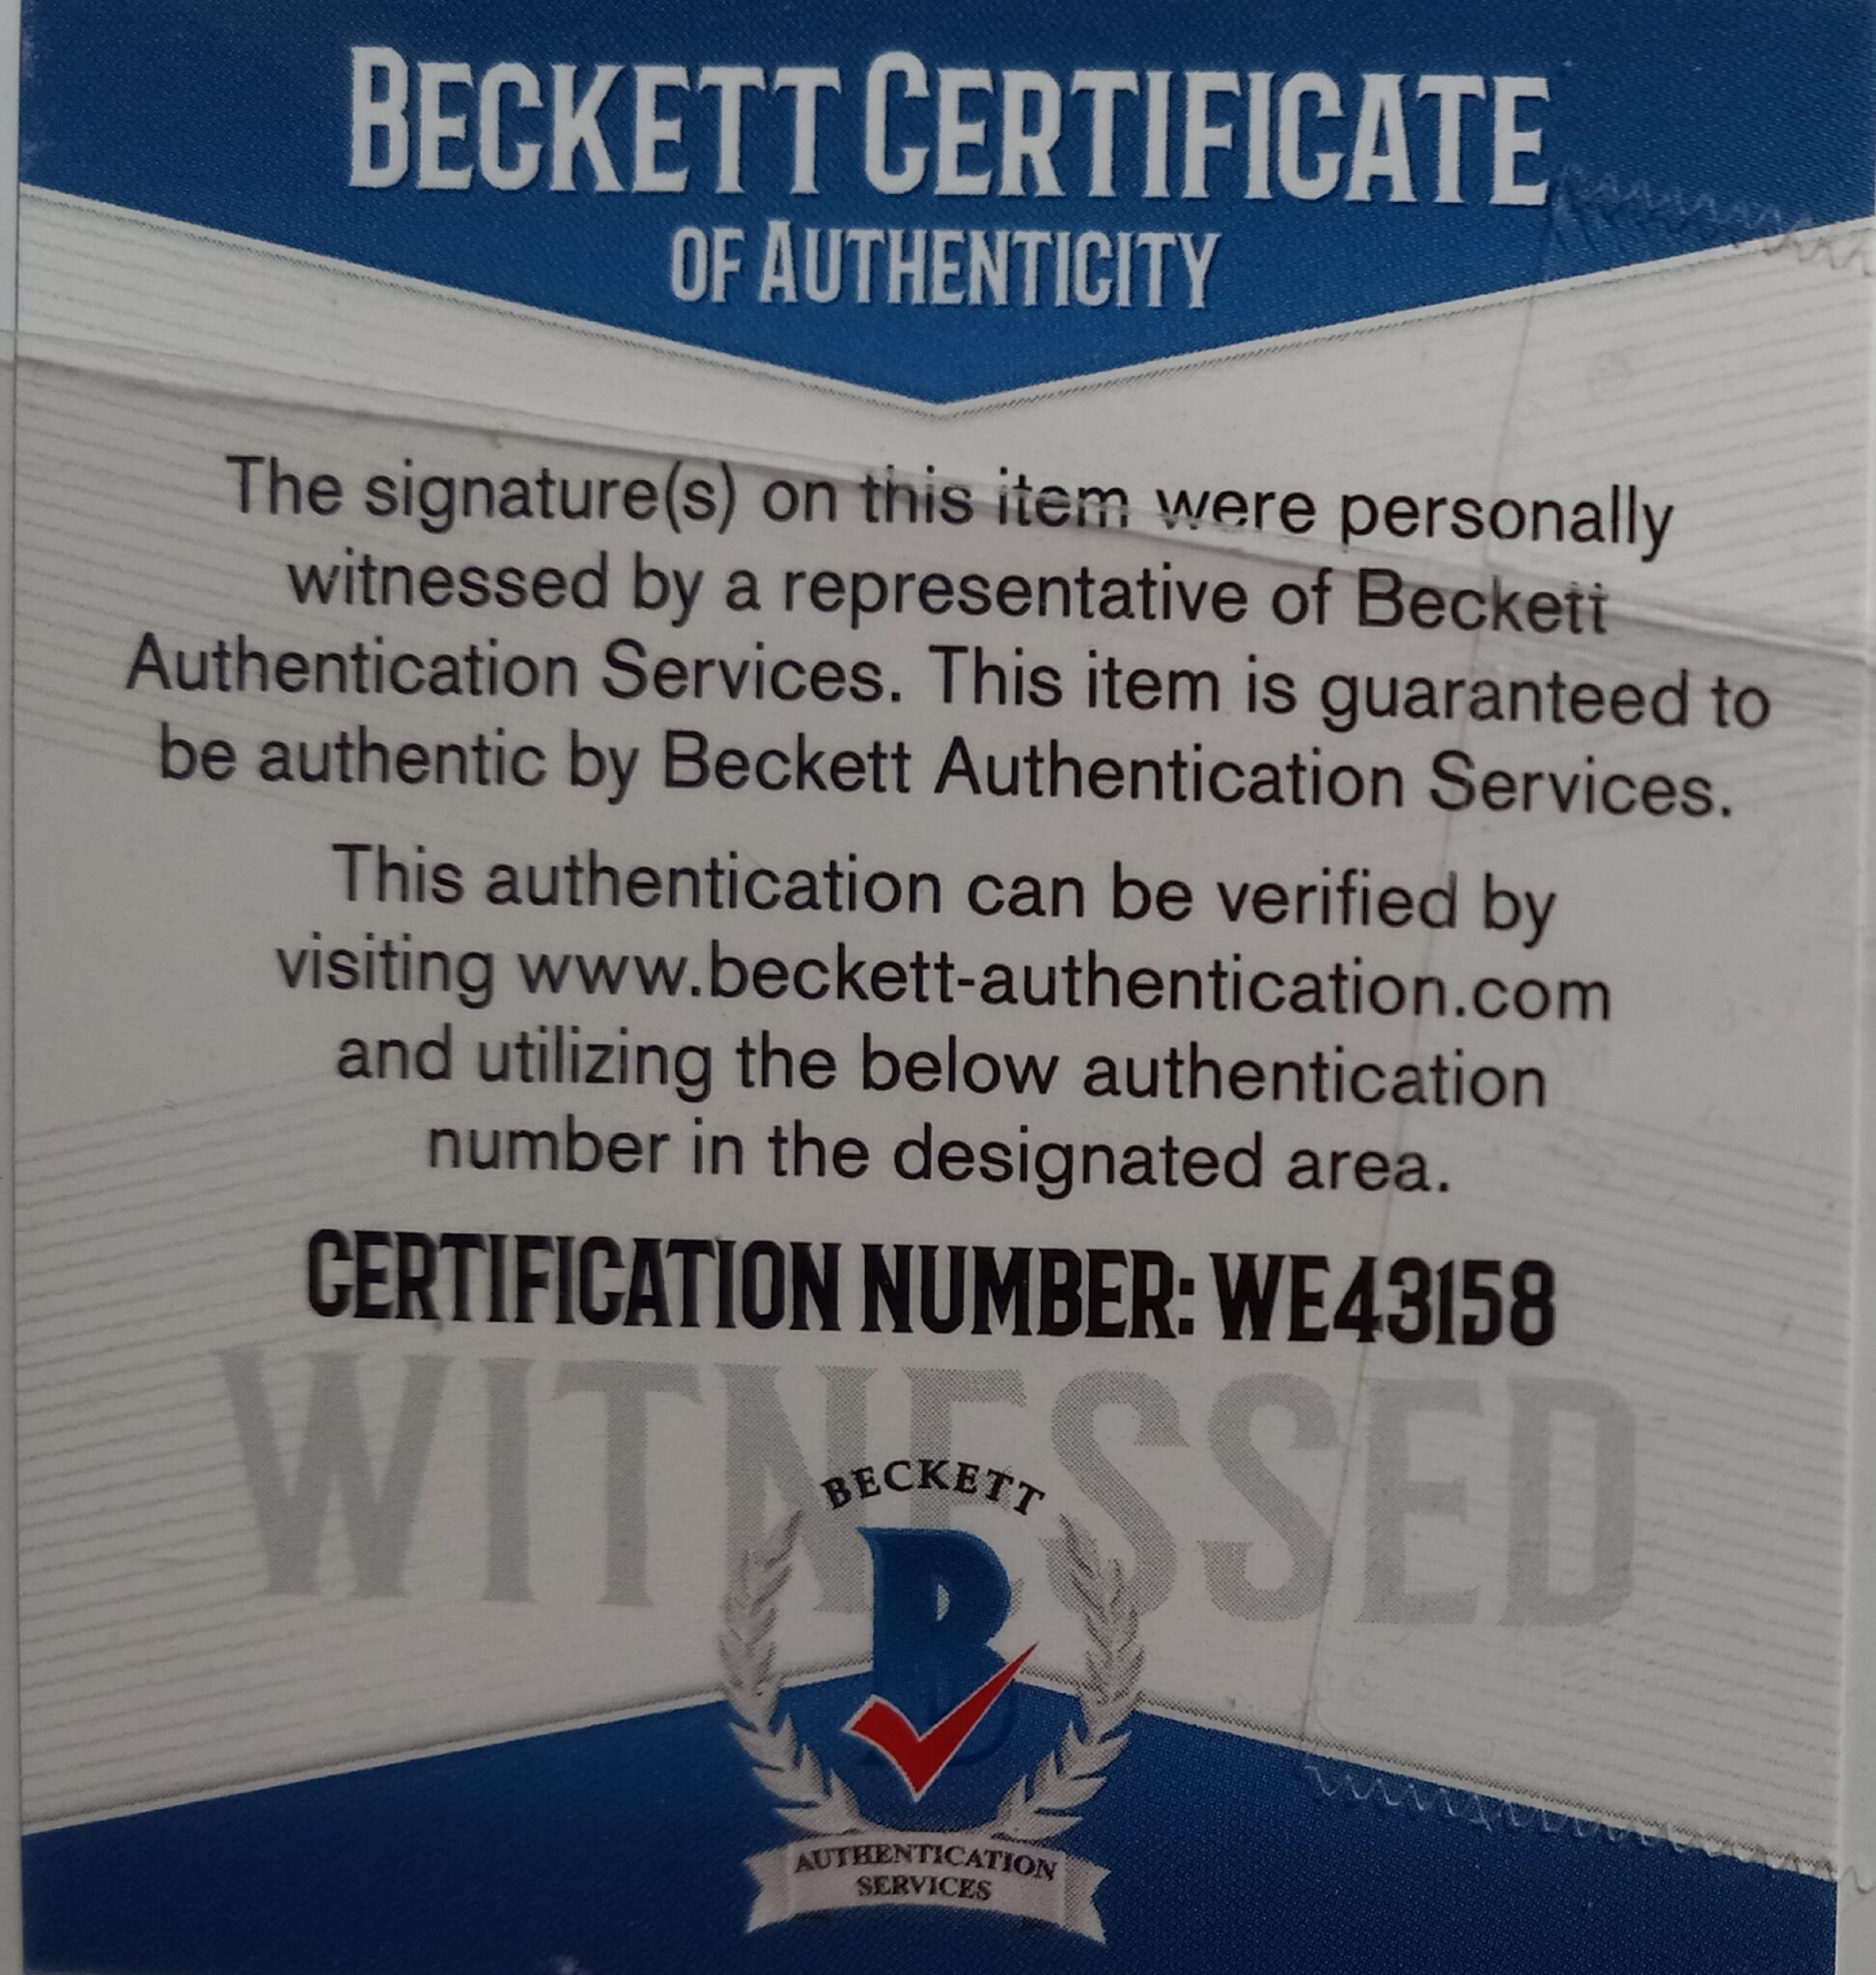 BECKETT CERTIFICATE
OF AUTHENTICITY
The signature(s) on this item were personally
witnessed by a representative of Beckett
Authentication Services. This item is guaranteed to
be authentic by Beckett Authentication Services.
This authentication can be verified by
visiting www.beckett-authentication.com
and utilizing the below authentication
number in the designated area.
CERTIFICATION NUMBER: WE43158
WITNESSED
BECKETT
B
AUTHENTICATION
SERVICES